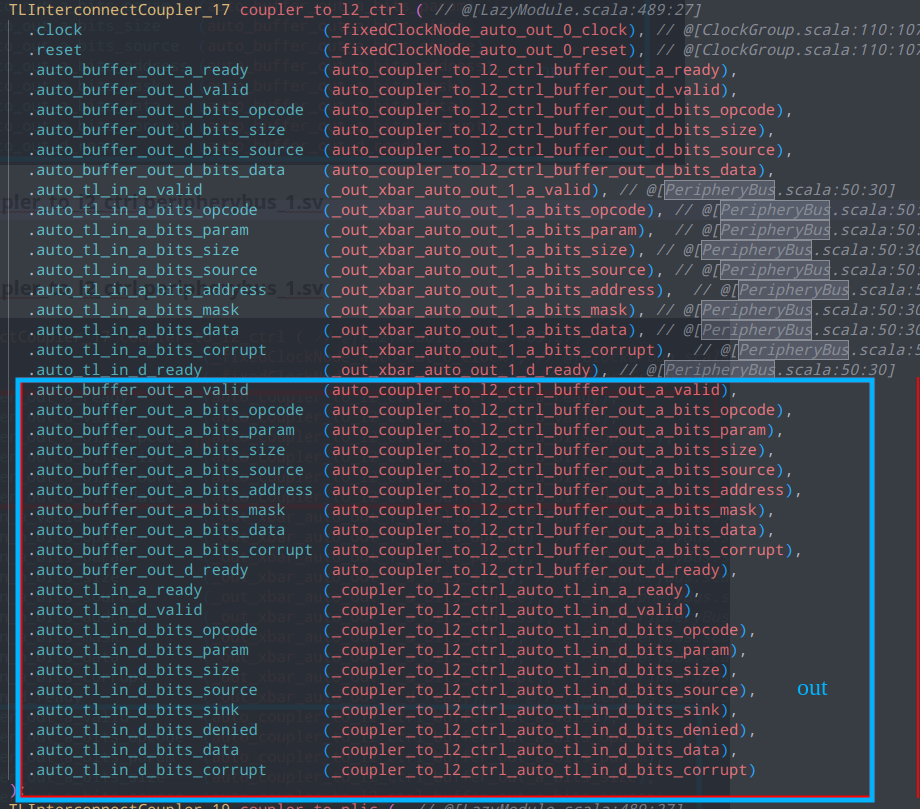 TLInterconnectCoupler_17 coupler_to_l2_ctrl ( // @[LazyModule.scala:489:27]
.clock (_fixedClockNode_auto_out_0_clock), // @[ClockGroup.scala:110:107
.reset (_fixedClockNode_auto_out_0_reset), // @[ClockGroup.scala:110:107
.auto_buffer_out_a_ready (auto_coupler_to_l2_ctrl_buffer_out_a_ready),
.auto_buffer_out_d_valid (auto_coupler_to_l2_ctrl_buffer_out_d_valid),
.auto_buffer_out_d_bits_opcode (auto_coupler_to_l2_ctrl_buffer_out_d_bits_opcode),
.auto_buffer_out_d_bits_size (auto_coupler_to_l2_ctrl_buffer_out_d_bits_size),
.auto_buffer_out_d_bits_source (auto_coupler_to_l2_ctrl_buffer_out_d_bits_source),
.auto_buffer_out_d_bits_data (auto_coupler_to_l2_ctrl_buffer_out_d_bits_data),
.auto_tl_in_a_valid (_out_xbar_auto_out_1_a_valid), // @[PeripheryBus.scala:50:30]
.auto_tl_in_a_bits_opcode (_out_xbar_auto_out_1_a_bits_opcode), // @[PeripheryBus.scala:50:
.auto_tl_in_a_bits_param (_out_xbar_auto_out_1_a_bits_param), // @[PeripheryBus.scala:50:
.auto_tl_in_a_bits_size (_out_xbar_auto_out_1_a_bits_size), // @[PeripheryBus.scala:50:30
.auto_tl_in_a_bits_source (_out_xbar_auto_out_1_a_bits_source), // @[PeripheryBus.scala:50:
.auto_tl_in_a_bits_address (_out_xbar_auto_out_1_a_bits_address), // @[PeripheryBus.scala:5
.auto_tl_in_a_bits_mask (_out_xbar_auto_out_1_a_bits_mask), // @[PeripheryBus.scala:50:30
.auto_tl_in_a_bits_data (_out_xbar_auto_out_1_a_bits_data), // @[PeripheryBus.scala:50:30
.auto_tl_in_a_bits_corrupt (_out_xbar_auto_out_1_a_bits_corrupt), // @[PeripheryBus.scala:5
.auto_tl_in_d_ready (_out_xbar_auto_out_1_d_ready), // @[PeripheryBus.scala:50:30]
.auto_buffer_out_a_valid (auto_coupler_to_l2_ctrl_buffer_out_a_valid),
.auto_buffer_out_a_bits_opcode (auto_coupler_to_l2_ctrl_buffer_out_a_bits_opcode),
.auto_buffer_out_a_bits_param (auto_coupler_to_l2_ctrl_buffer_out_a_bits_param),
.auto_buffer_out_a_bits_size (auto_coupler_to_l2_ctrl_buffer_out_a_bits_size),
.auto_buffer_out_a_bits_source (auto_coupler_to_l2_ctrl_buffer_out_a_bits_source),
.auto_buffer_out_a_bits_address (auto_coupler_to_l2_ctrl_buffer_out_a_bits_address),
.auto_buffer_out_a_bits_mask (auto_coupler_to_l2_ctrl_buffer_out_a_bits_mask),
.auto_buffer_out_a_bits_data (auto_coupler_to_l2_ctrl_buffer_out_a_bits_data),
.auto_buffer_out_a_bits_corrupt (auto_coupler_to_l2_ctrl_buffer_out_a_bits_corrupt),
.auto_buffer_out_d_ready (auto_coupler_to_l2_ctrl_buffer_out_d_ready),
.auto_tl_in_a_ready (_coupler_to_l2_ctrl_auto_tl_in_a_ready),
.auto_tl_in_d_valid (_coupler_to_l2_ctrl_auto_tl_in_d_valid),
.auto_tl_in_d_bits_opcode (_coupler_to_l2_ctrl_auto_tl_in_d_bits_opcode),
.auto_tl_in_d_bits_param (_coupler_to_l2_ctrl_auto_tl_in_d_bits_param),
.auto_tl_in_d_bits_size (_coupler_to_l2_ctrl_auto_tl_in_d_bits_size),
.auto_tl_in_d_bits_source (_coupler_to_l2_ctrl_auto_tl_in_d_bits_source), out
.auto_tl_in_d_bits_sink (_coupler_to_l2_ctrl_auto_tl_in_d_bits_sink),
.auto_tl_in_d_bits_denied (_coupler_to_l2_ctrl_auto_tl_in_d_bits_denied),
.auto_tl_in_d_bits_data (_coupler_to_l2_ctrl_auto_tl_in_d_bits_data),
.auto_tl_in_d_bits_corrupt (_coupler_to_l2_ctrl_auto_tl_in_d_bits_corrupt)
);